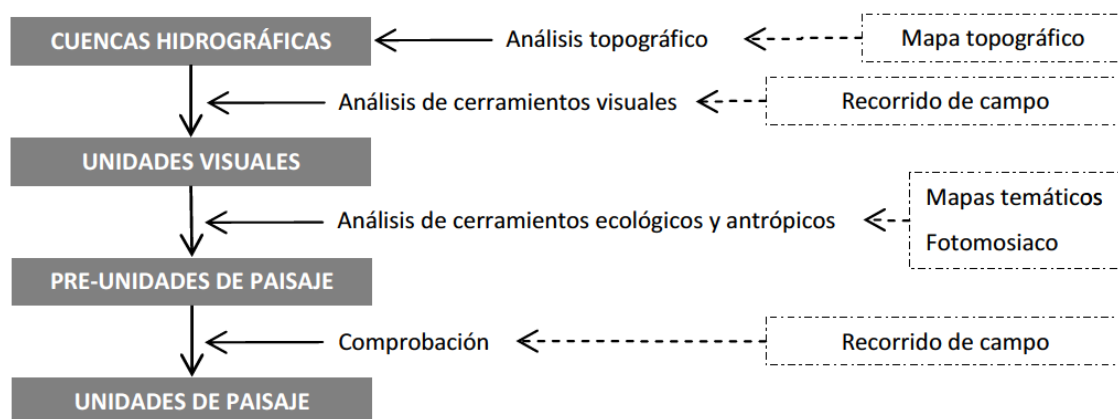 CUENCAS HIDROGRÁFICAS
Análisis topográfico
Mapa topográfico
Análisis de cerramientos visuales
Recorrido de campo
UNIDADES VISUALES
Análisis de cerramientos ecológicos y antrópicos
Mapas temáticos
Fotomosiaco
PRE-UNIDADES DE PAISAJE
Comprobación
Recorrido de campo
UNIDADES DE PAISAJE